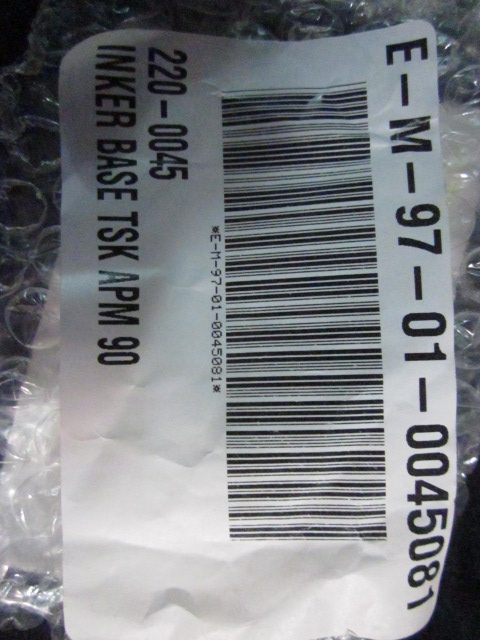 E-M-97-01-0045081
*E-M-97-01-0045081*
220-0045
INKER BASE TSK APM 90